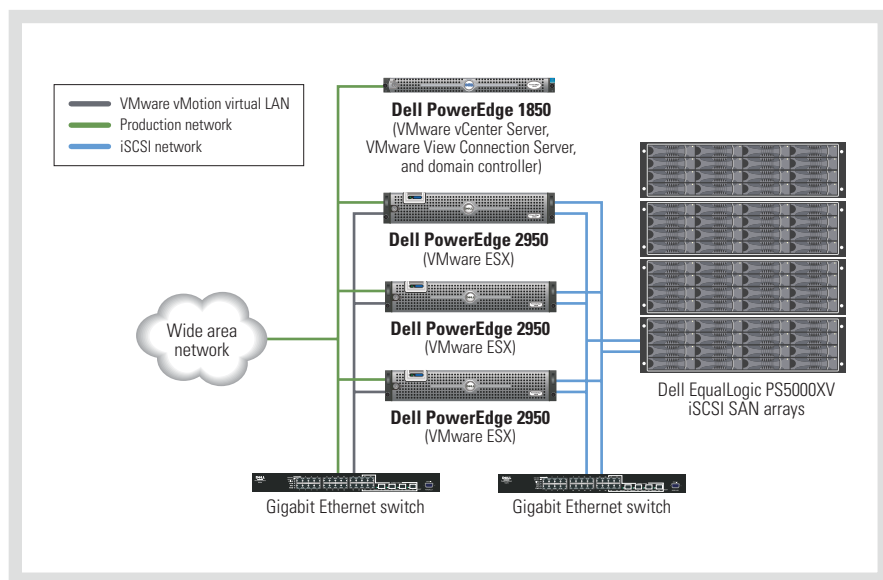 VMware vMotion virtual LAN
Production network
iSCSI network
Dell PowerEdge 1850
(VMware vCenter Server,
VMware View Connection Server,
and domain controller)
Dell PowerEdge 2950
(VMware ESX)
Dell PowerEdge 2950
(VMware ESX)
Dell PowerEdge 2950
(VMware ESX)
Wide area
network
Dell EqualLogic PS5000XV
iSCSI SAN arrays
Gigabit Ethernet switch
Gigabit Ethernet switch